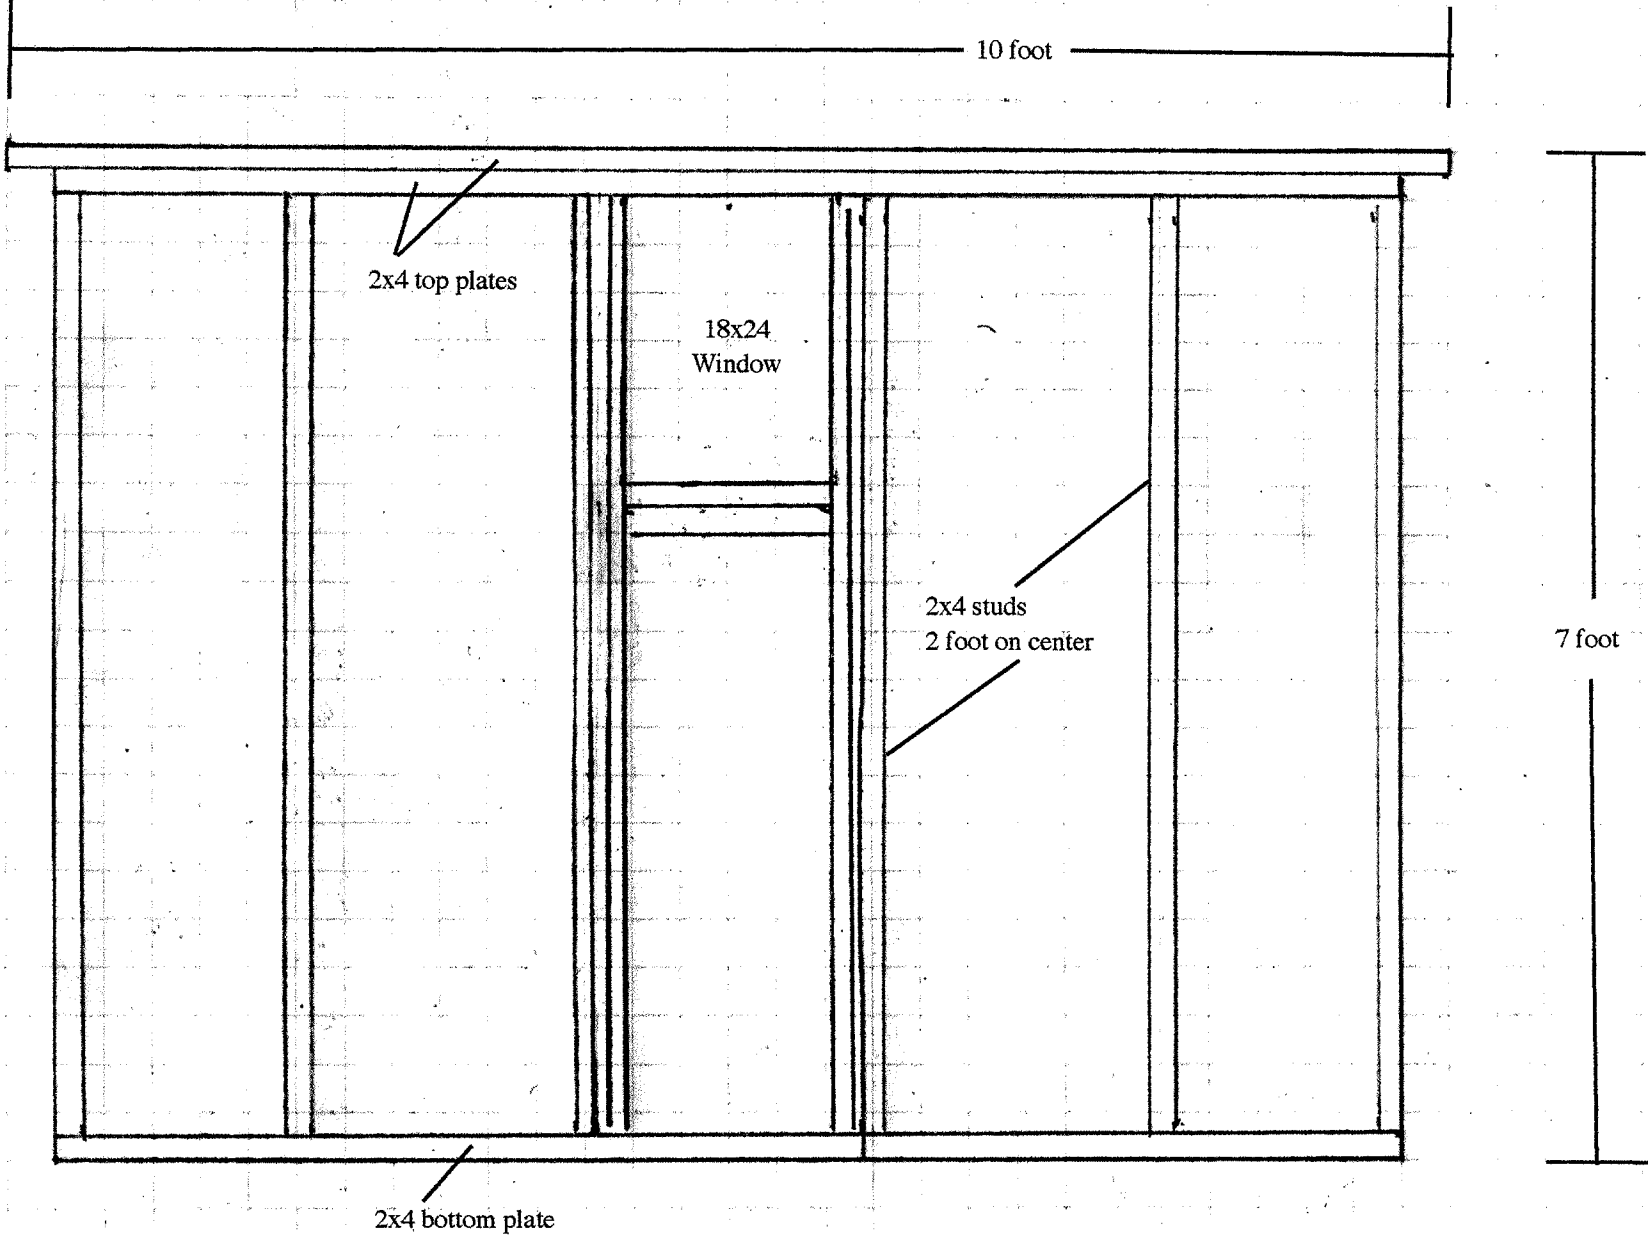 10 foot
2x4 top plates
18x24
Window
2x4 studs
2 foot on center
7 foot
2x4 bottom plate